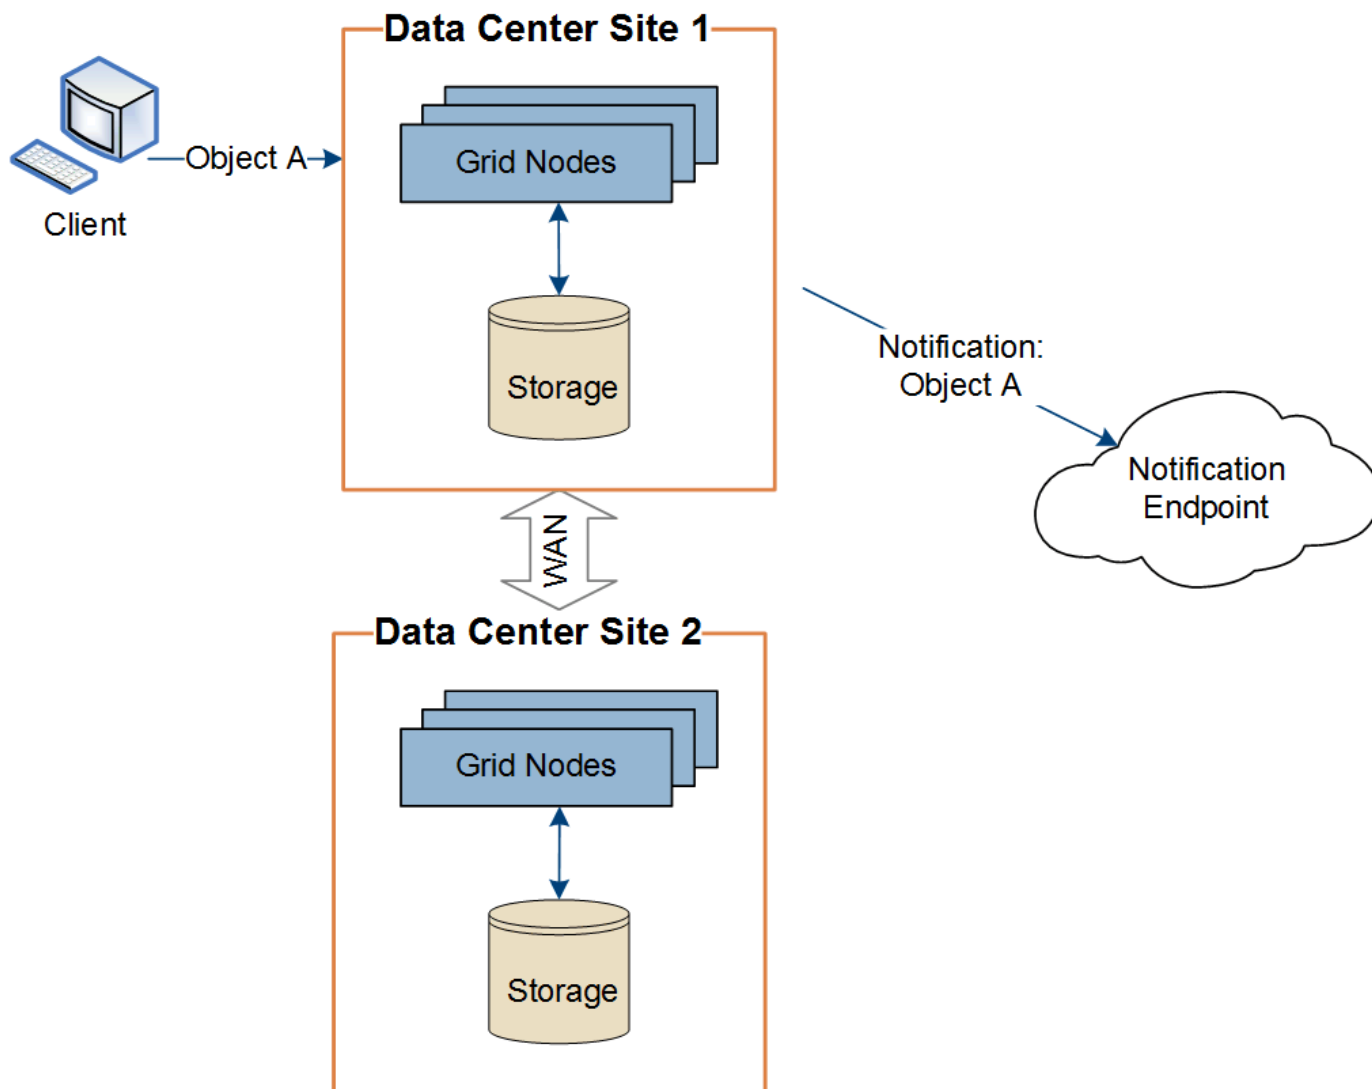 Data Center Site 1
Object A
Client
Grid Nodes
Storage
Notification:
Object A
Notification
Endpoint
WAN
Data Center Site 2
Grid Nodes
Storage